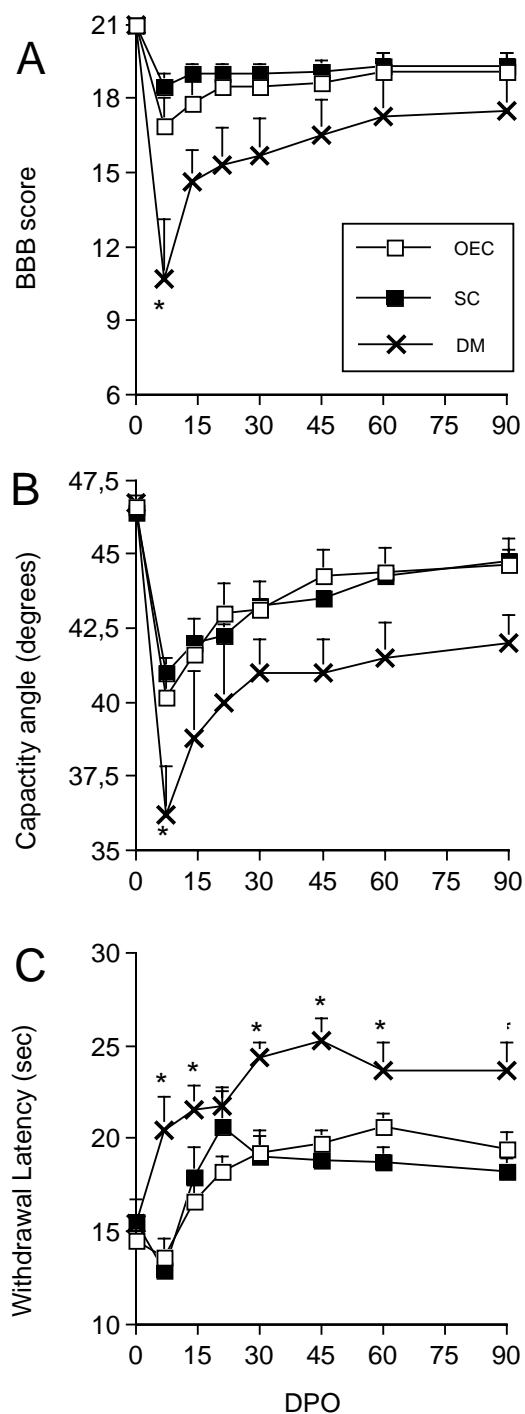 A
BBB score
21
18
15
12
9
6
*
OEC
SC
DM
0 15 30 45 60 75 90
B
Capactity angle (degrees)
47,5
45
42,5
40
37,5
35
*
0 15 30 45 60 75 90
C
Withdrawal Latency (sec)
30
25
20
15
10
* * * * *
0 15 30 45 60 75 90
DPO